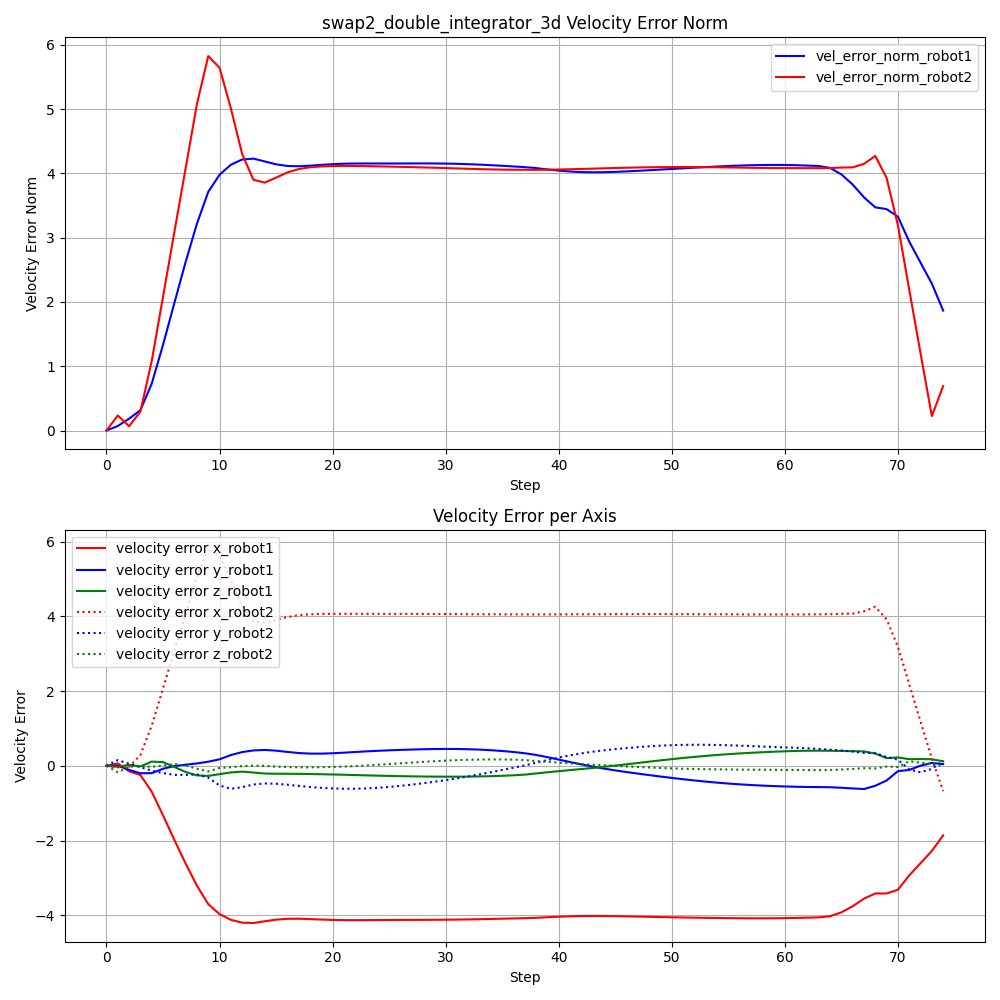 swap2_double_integrator_3d Velocity Error Norm
6
5
4
3
2
1
0
Velocity Error Norm
vel_error_norm_robot1
vel_error_norm_robot2
0 10 20 30 40 50 60 70
Step
Velocity Error per Axis
6
4
2
0
−2
−4
Velocity Error
velocity error x_robot1
velocity error y_robot1
velocity error z_robot1
velocity error x_robot2
velocity error y_robot2
velocity error z_robot2
0 10 20 30 40 50 60 70
Step